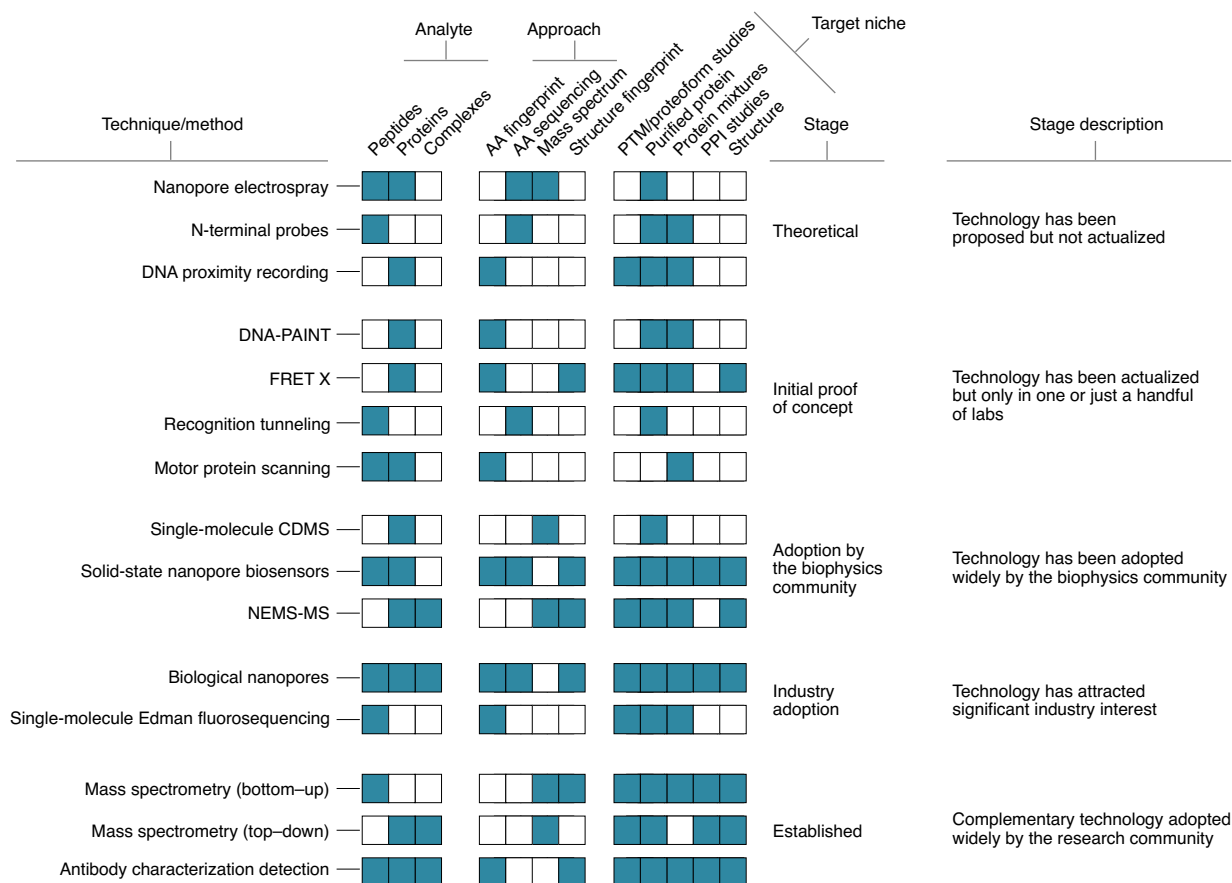 Analyte
Approach
Target niche
Technique/method
Peptides
Proteins
Complexes
AA fingerprint
AA sequencing
Mass spectrum
Structure fingerprint
PTM/proteoform studies
Purified protein
Protein mixtures
PPI studies
Structure
Stage
Stage description
Nanopore electrospray
N-terminal probes
DNA proximity recording
Theoretical
Technology has been
proposed but not actualized
DNA-PAINT
FRET X
Recognition tunneling
Motor protein scanning
Initial proof
of concept
Technology has been actualized
but only in one or just a handful
of labs
Single-molecule CDMS
Solid-state nanopore biosensors
NEMS-MS
Adoption by
the biophysics
community
Technology has been adopted
widely by the biophysics community
Biological nanopores
Single-molecule Edman fluorosequencing
Industry
adoption
Technology has attracted
significant industry interest
Mass spectrometry (bottom–up)
Mass spectrometry (top–down)
Antibody characterization detection
Established
Complementary technology adopted
widely by the research community